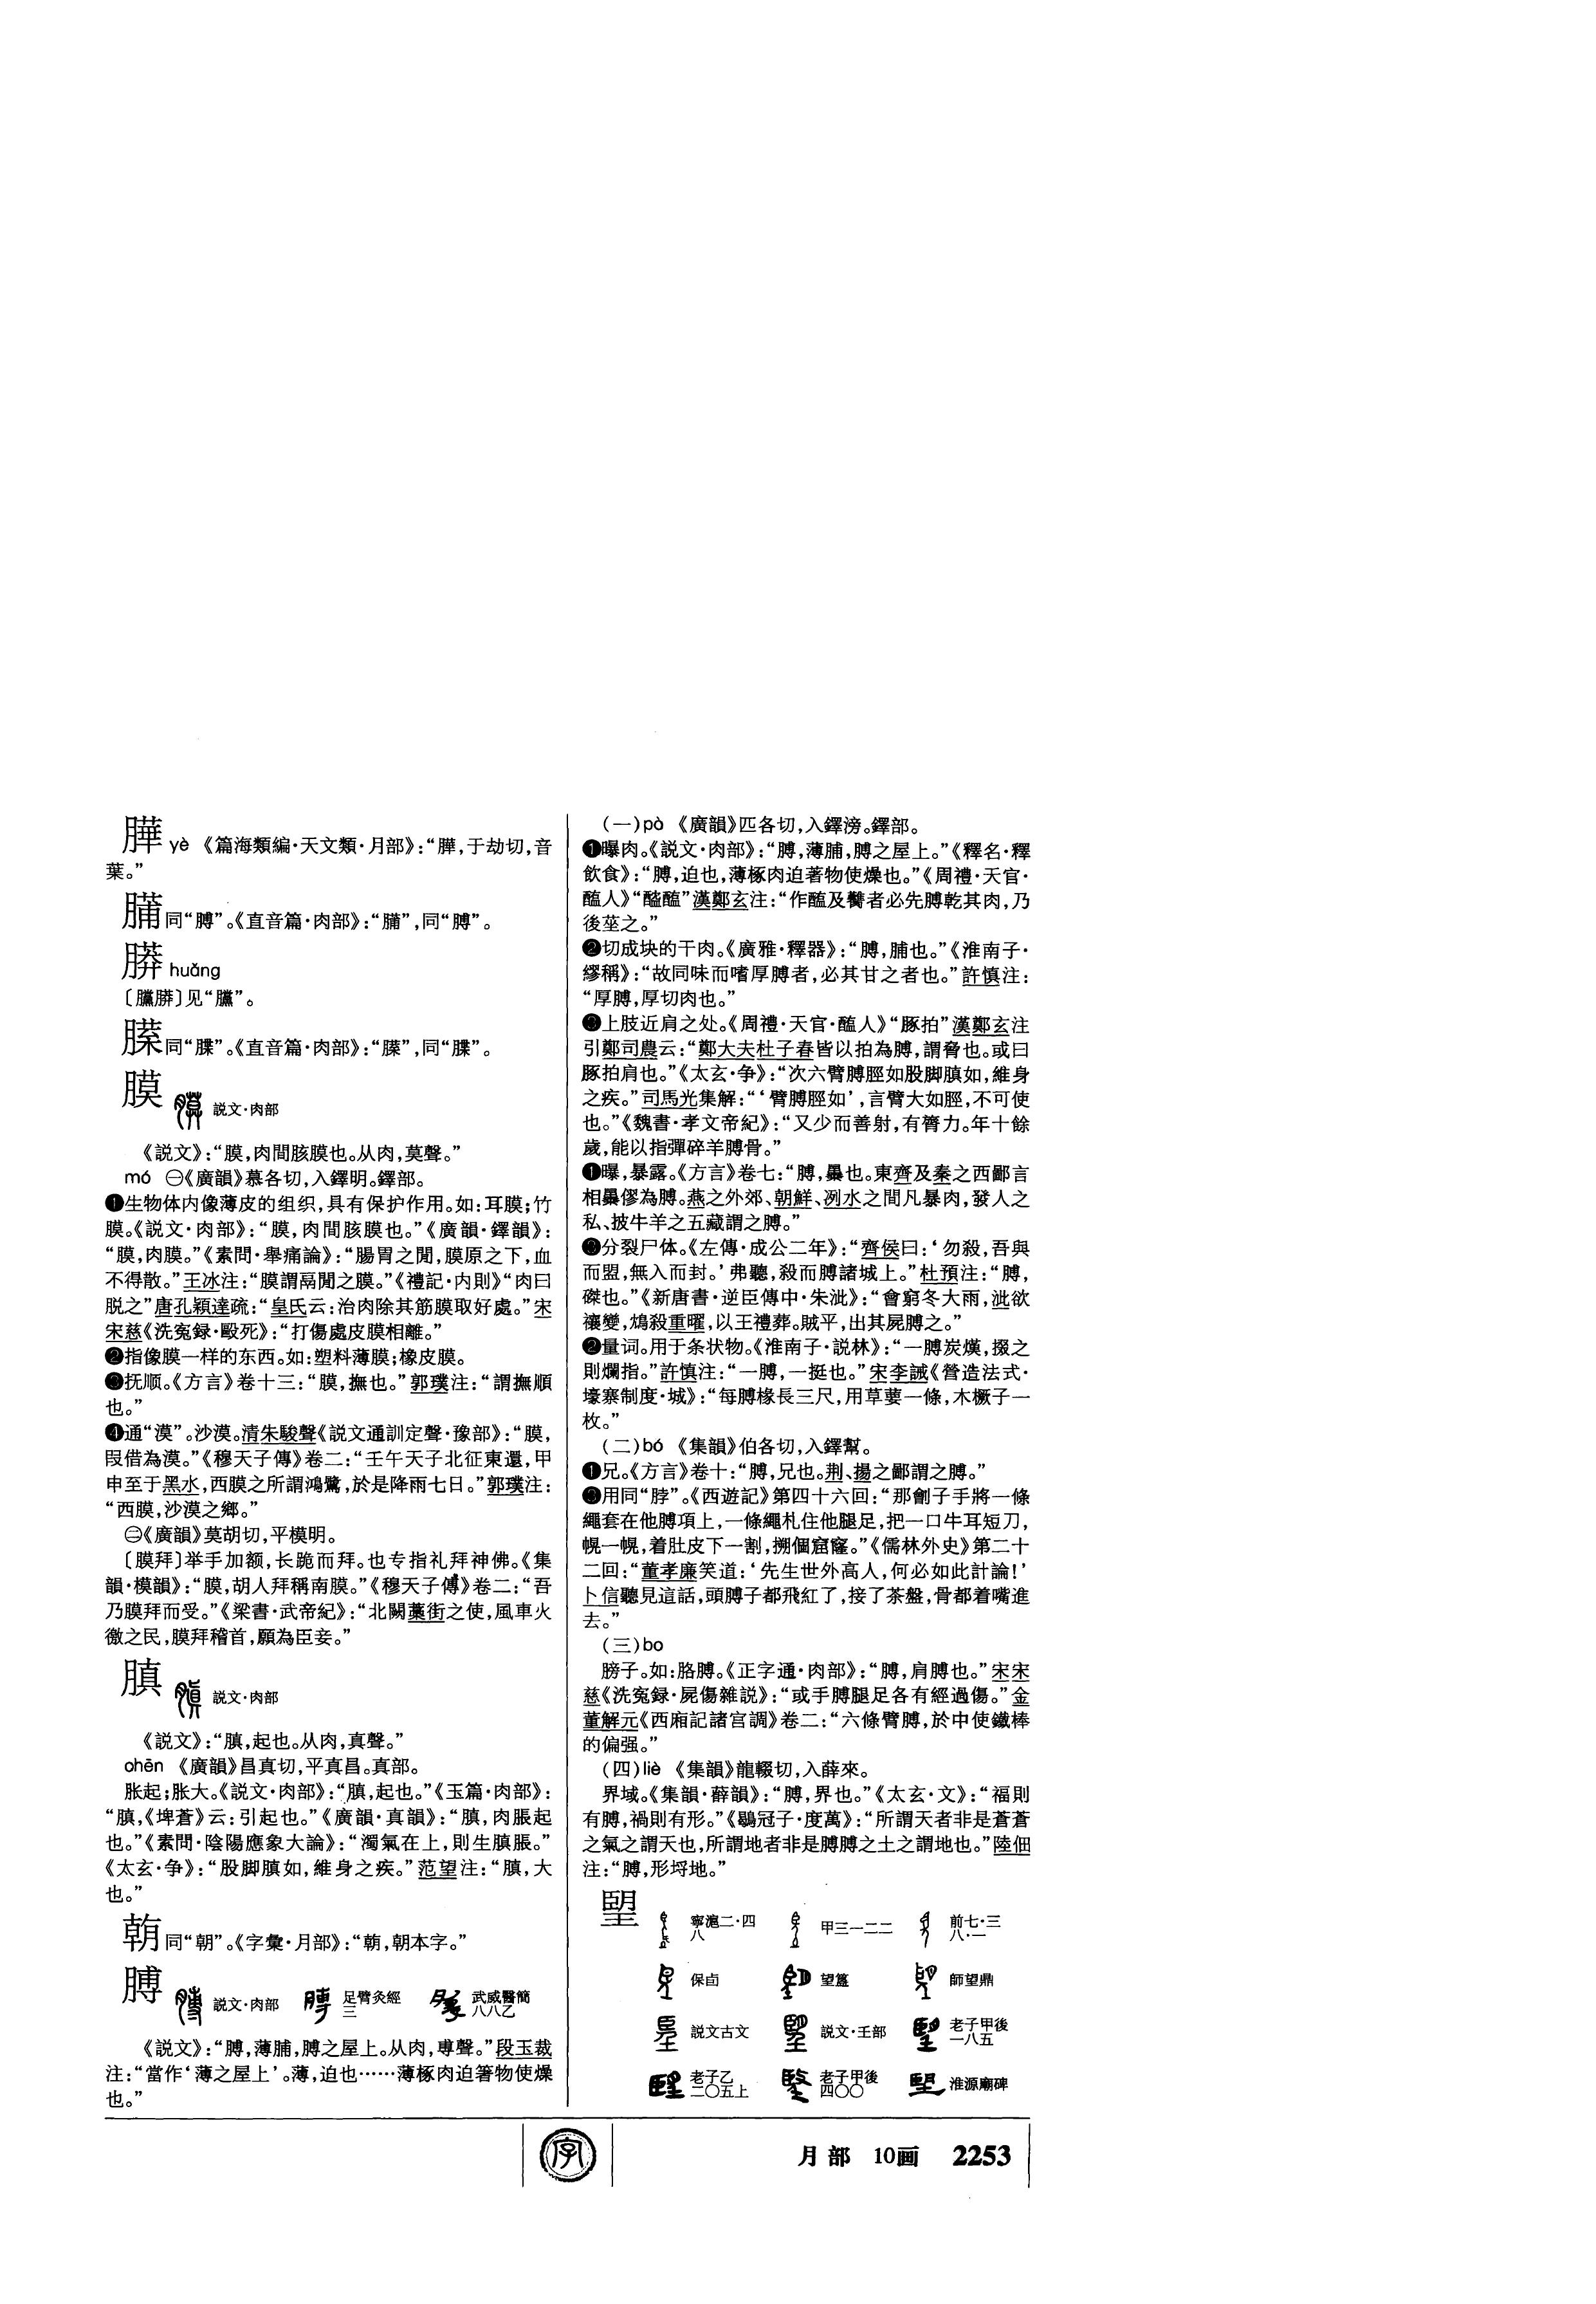 䑅 yè 《篇海類編·天文類·月部》：“䑅，于劫切，音
葉。”
同“膊”。《直音篇·肉部》：同“膊”。
huǎng
見“
同“䐑”。《直音篇·肉部》：同“䐑”。
膜 説文·肉部
《説文》：“膜，肉間胲膜也。从肉，莫聲。”
mó ㊀《廣韻》慕各切，入鐸明。鐸部。
❶生物体内像薄皮的组织，具有保护作用。如：耳膜；竹
膜。《説文·肉部》：“膜，肉間胲膜也。”《廣韻·鐸韻》：
“膜，肉膜。”《素問·舉痛論》：“腸胃之閒，膜原之下，血
不得散。”王冰注：“膜謂鬲閒之膜。”《禮記·内則》“肉曰
脱之”唐孔穎達疏：“皇氏云：治肉除其筋膜取好處。”宋
宋慈《洗冤録·毆死》：“打傷處皮膜相離。”
❷指像膜一样的东西。如：塑料薄膜；橡皮膜。
❸抚顺。《方言》卷十三：“膜，撫也。”郭璞注：“謂撫順
也。”
❹通“漠”。沙漠。清朱駿聲《説文通訓定聲·豫部》：“膜，
叚借為漠。”《穆天子傳》卷二：“壬午天子北征東還，甲
申至于黑水，西膜之所謂鴻鷺，於是降雨七日。”郭璞注：
“西膜，沙漠之鄉。”
㊁《廣韻》莫胡切，平模明。
〔膜拜〕举手加额，长跪而拜。也专指礼拜神佛。《集
韻·模韻》：“膜，胡人拜稱南膜。”《穆天子傳》卷二：“吾
乃膜拜而受。”《梁書·武帝紀》：“北闕藁街之使，風車火
徼之民，膜拜稽首，願為臣妾。”
䐜 説文·肉部
《説文》：“䐜，起也。从肉，真聲。”
chēn 《廣韻》昌真切，平真昌。真部。
胀起；胀大。《説文·肉部》：“䐜，起也。”《玉篇·肉部》：
“䐜，《埤蒼》云：引起也。”《廣韻·真韻》：“䐜，肉脹起
也。”《素問·陰陽應象大論》：“濁氣在上，則生䐜脹。”
《太玄·争》：“股脚䐜如，維身之疾。”范望注：“䐜，大
也。”
同“朝”。《字彙·月部》：朝本字。”
膊 説文·肉部 足臂灸經三 武威醫簡八八乙
《説文》：“膊，薄脯，膊之屋上。从肉，尃聲。”段玉裁
注：“當作‘薄之屋上’。薄，迫也……薄椓肉迫箸物使燥
也。”
(一)pò 《廣韻》匹各切，入鐸滂。鐸部。
❶曝肉。《説文·肉部》：“膊，薄脯，膊之屋上。”《釋名·釋
飲食》：“膊，迫也，薄椓肉迫著物使燥也。”《周禮·天官·
醢人》“醓醢”漢鄭玄注：“作醢及臡者必先膊乾其肉，乃
後莝之。”
❷切成块的干肉。《廣雅·釋器》：“膊，脯也。”《淮南子·
繆稱》：“故同味而嗜厚膊者，必其甘之者也。”許慎注：
“厚膊，厚切肉也。”
❸上肢近肩之处。《周禮·天官·醢人》“豚拍”漢鄭玄注
引鄭司農云：“鄭大夫杜子春皆以拍為膊，謂脅也。或曰
豚拍肩也。”《太玄·争》：“次六臂膊脛如股脚䐜如，維身
之疾。”司馬光集解：“‘臂膊脛如’，言臂大如脛，不可使
也。”《魏書·孝文帝紀》：“又少而善射，有膂力。年十餘
歲，能以指彈碎羊膊骨。”
❶曝，暴露。《方言》卷七：“膊，㬥也。東齊及秦之西鄙言
相㬥僇為膊。燕之外郊、朝鮮、洌水之間凡暴肉，發人之
私、披牛羊之五藏謂之膊。”
分裂尸体。《左傳·成公二年》：“齊侯曰：‘勿殺，吾與
而盟，無入而封。’弗聽，殺而膊諸城上。”杜預注：“膊，
磔也。”《新唐書·逆臣傳中·朱泚》：“會窮冬大雨，泚欲
禳變，鴆殺重曜，以王禮葬。賊平，出其屍膊之。”
❷量词。用于条状物。《淮南子·説林》：“一膊炭熯，掇之
則爛指。”許慎注：“一膊，一挺也。”宋李誡《營造法式·
壕寨制度·城》：“每膊椽長三尺，用草葽一條，木橛子一
枚。”
(二)bó 《集韻》伯各切，入鐸幫。
❶兄。《方言》卷十：“膊，兄也。荆、揚之鄙謂之膊。”
❸用同“脖”。《西遊記》第四十六回：“那劊子手將一條
繩套在他膊項上，一條繩札住他腿足，把一口牛耳短刀，
幌一幌，着肚皮下一割，搠個窟窿。”《儒林外史》第二十
二回：“董孝廉笑道：‘先生世外高人，何必如此計論！’
卜信聽見這話，頭膊子都飛紅了，接了茶盤，骨都着嘴進
去。”
(三)bo
膀子。如：胳膊。《正字通·肉部》：“膊，肩膊也。”宋宋
慈《洗冤録·屍傷雜説》：“或手膊腿足各有經過傷。”金
董解元《西廂記諸宫調》卷二：“六條臂膊，於中使鐵棒
的偏强。”
(四)liè 《集韻》龍輟切，入薛來。
界域。《集韻·薛韻》：“膊，界也。”《太玄·文》：“福則
有膊，禍則有形。”《鶡冠子·度萬》：“所謂天者非是蒼蒼
之氣之謂天也，所謂地者非是膊膊之土之謂地也。”陸佃
注：“膊，形埒地。”
朢 寧滬二·四八 甲三一二二 前七·三八·一
保卣 望簋 師望鼎
説文古文 説文·壬部 老子甲後一八五
老子乙二〇五上 老子甲後四〇〇 淮源廟碑
字 月部 10画 2253